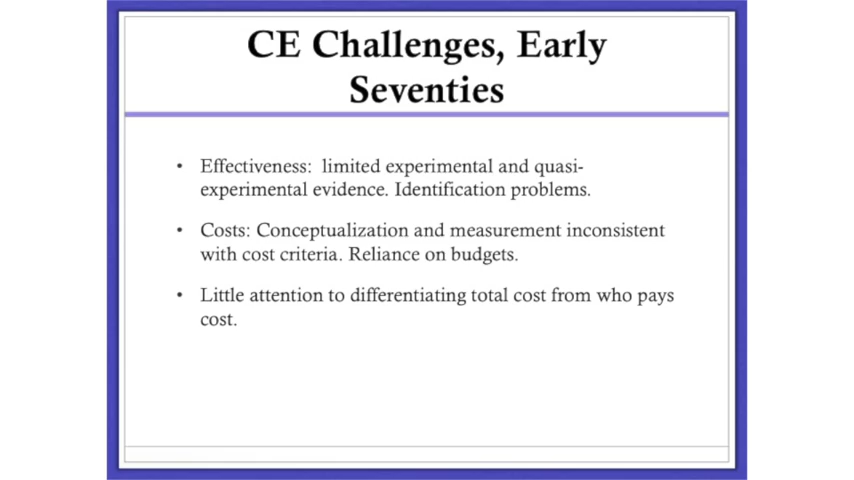 CE Challenges, Early
Seventies
• Effectiveness: limited experimental and quasi-
experimental evidence. Identification problems.
• Costs: Conceptualization and measurement inconsistent
with cost criteria. Reliance on budgets.
• Little attention to differentiating total cost from who pays
cost.